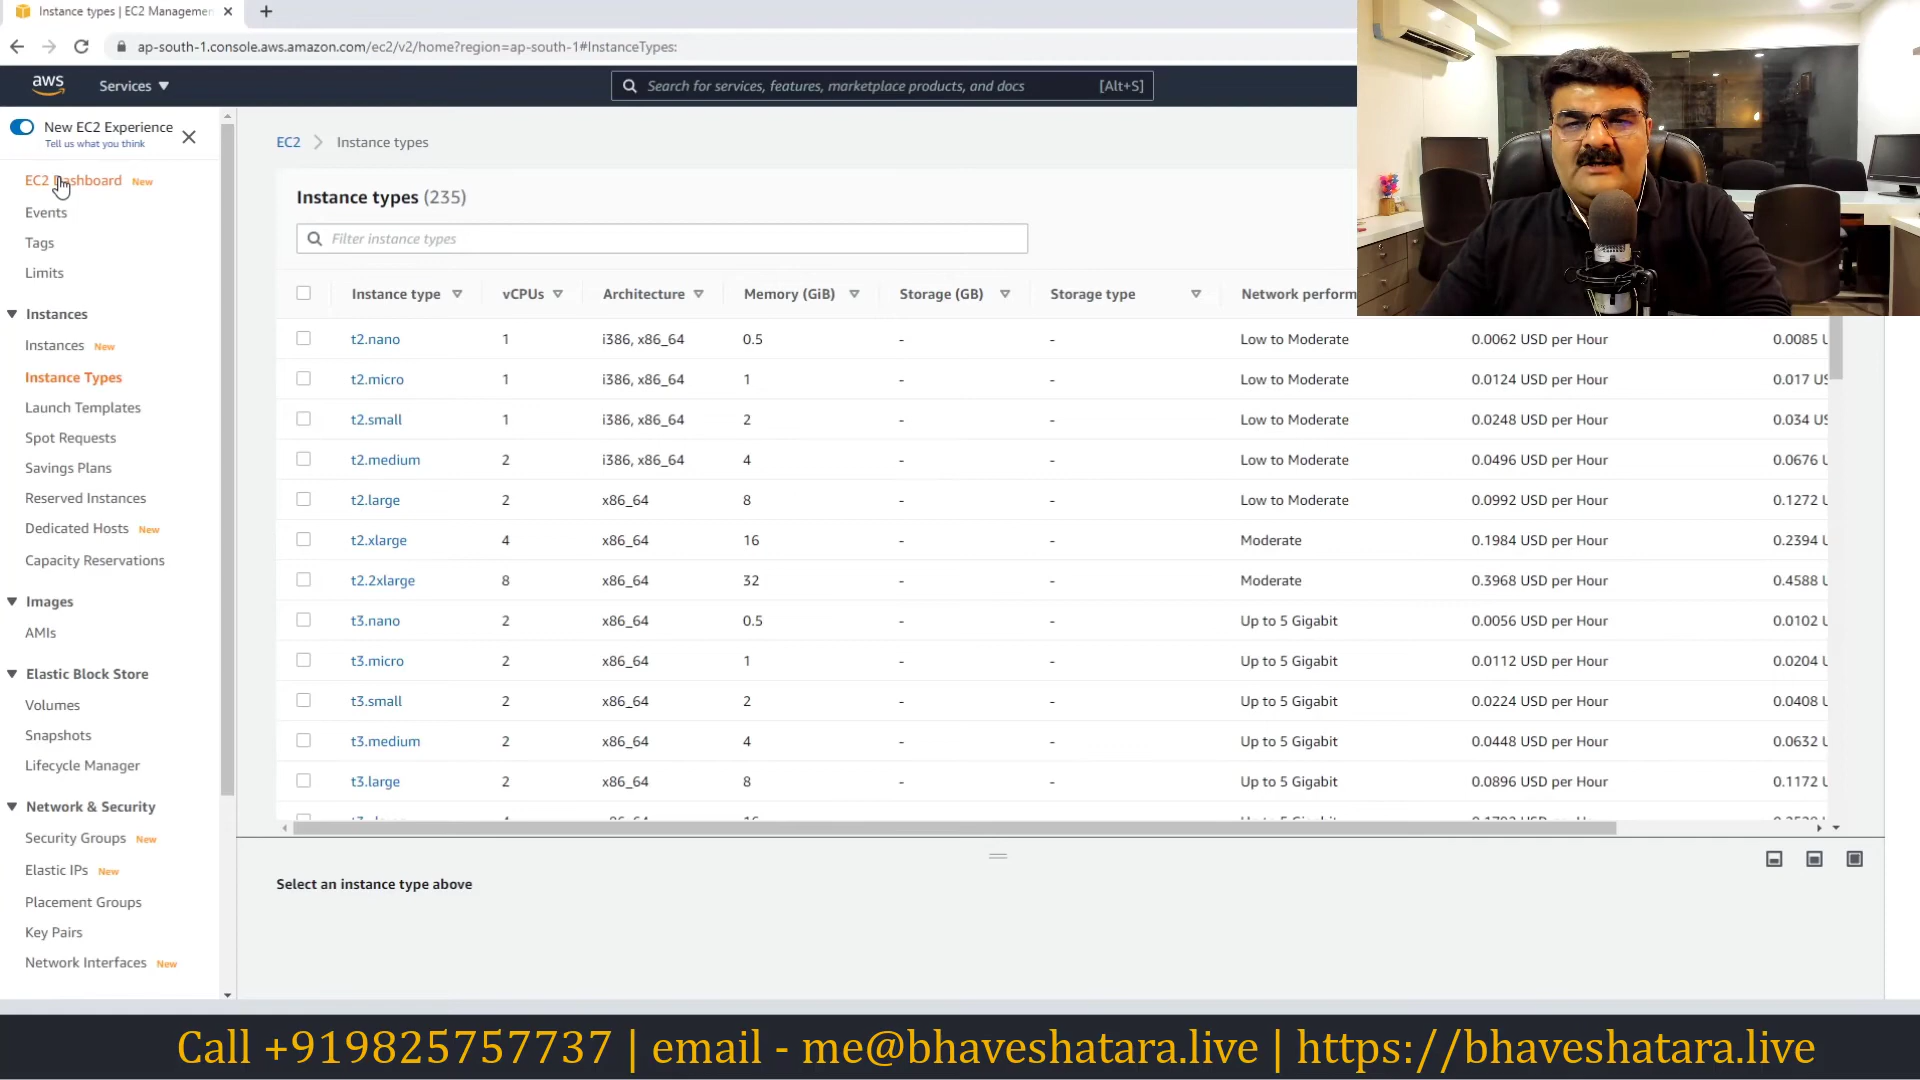 Instance types | EC2 Managemen
ap-south-1.console.aws.amazon.com/ec2/v2/home?region=ap-south-1#InstanceTypes:
aws Services Search for services, features, marketplace products, and docs [Alt+S]
New EC2 Experience
Tell us what you think
EC2 Dashboard New
Events
Tags
Limits
Instances
Instances New
Instance Types
Launch Templates
Spot Requests
Savings Plans
Reserved Instances
Dedicated Hosts New
Capacity Reservations
Images
AMIs
Elastic Block Store
Volumes
Snapshots
Lifecycle Manager
Network & Security
Security Groups New
Elastic IPs New
Placement Groups
Key Pairs
Network Interfaces New
EC2 Instance types
Instance types (235)
Filter instance types
Instance type vCPUs Architecture Memory (GiB) Storage (GB) Storage type Network perform
t2.nano 1 i386, x86_64 0.5 - - Low to Moderate 0.0062 USD per Hour 0.0085 U
t2.micro 1 i386, x86_64 1 - - Low to Moderate 0.0124 USD per Hour 0.017 US
t2.small 1 i386, x86_64 2 - - Low to Moderate 0.0248 USD per Hour 0.034 US
t2.medium 2 i386, x86_64 4 - - Low to Moderate 0.0496 USD per Hour 0.0676 U
t2.large 2 x86_64 8 - - Low to Moderate 0.0992 USD per Hour 0.1272 U
t2.xlarge 4 x86_64 16 - - Moderate 0.1984 USD per Hour 0.2394 U
t2.2xlarge 8 x86_64 32 - - Moderate 0.3968 USD per Hour 0.4588 U
t3.nano 2 x86_64 0.5 - - Up to 5 Gigabit 0.0056 USD per Hour 0.0102 U
t3.micro 2 x86_64 1 - - Up to 5 Gigabit 0.0112 USD per Hour 0.0204 U
t3.small 2 x86_64 2 - - Up to 5 Gigabit 0.0224 USD per Hour 0.0408 U
t3.medium 2 x86_64 4 - - Up to 5 Gigabit 0.0448 USD per Hour 0.0632 U
t3.large 2 x86_64 8 - - Up to 5 Gigabit 0.0896 USD per Hour 0.1172 U
Select an instance type above
Call +919825757737 | email - me@bhaveshatara.live | https://bhaveshatara.live